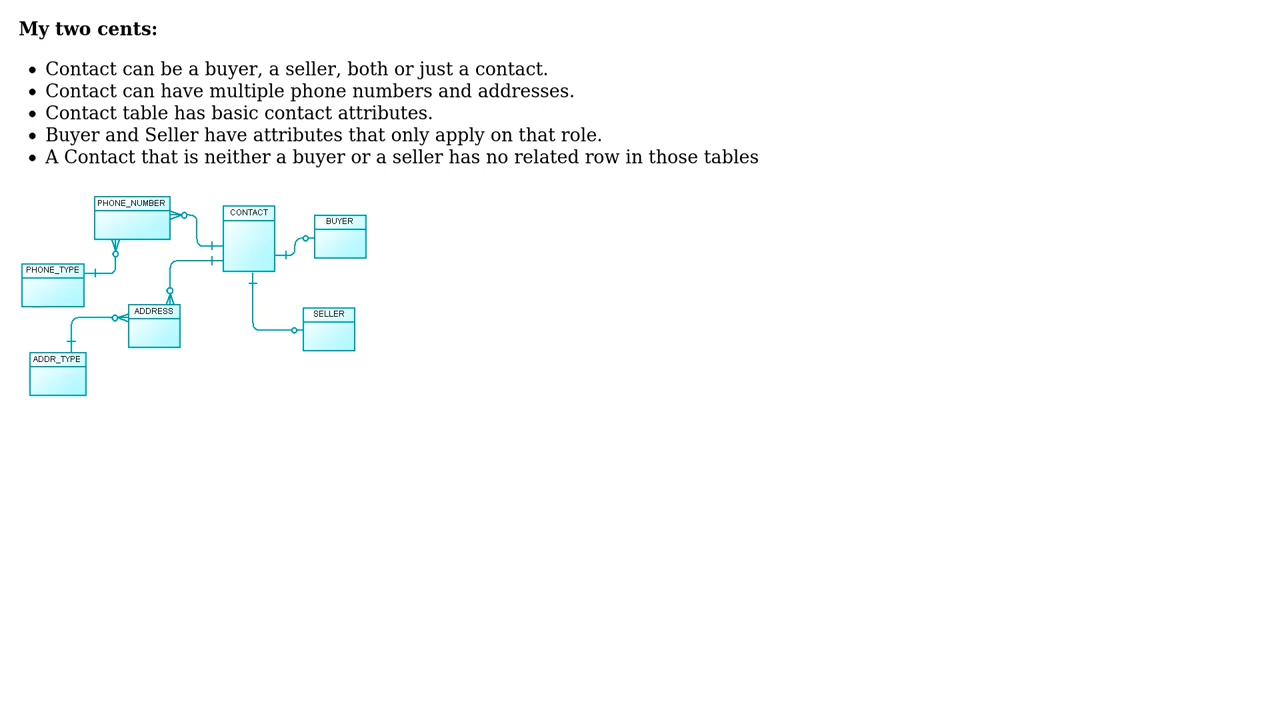 My two cents:
Contact can be a buyer, a seller, both or just a contact.
Contact can have multiple phone numbers and addresses.
Contact table has basic contact attributes.
Buyer and Seller have attributes that only apply on that role.
A Contact that is neither a buyer or a seller has no related row in those tables
PHONE_NUMBER
CONTACT
BUYER
PHONE_TYPE
ADDRESS
SELLER
ADDR_TYPE